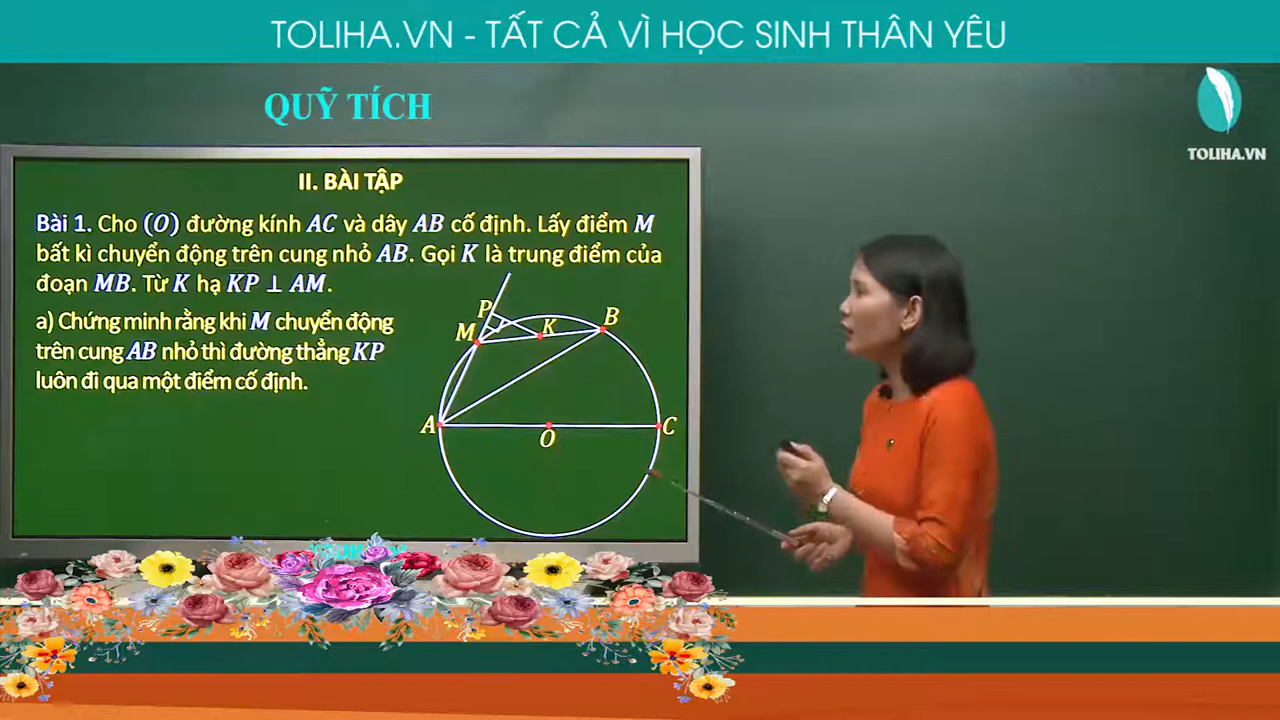 TOLIHA.VN - TẤT CẢ VÌ HỌC SINH THÂN YÊU
QUỸ TÍCH
TOLIHA.VN
II. BÀI TẬP
Bài 1. Cho (O) đường kính AC và dây AB cố định. Lấy điểm M
bất kì chuyển động trên cung nhỏ AB. Gọi K là trung điểm của
đoạn MB. Từ K hạ KP ⊥ AM.
a) Chứng minh rằng khi M chuyển động
trên cung AB nhỏ thì đường thẳng KP
luôn đi qua một điểm cố định.
P
M
K
B
A
O
C